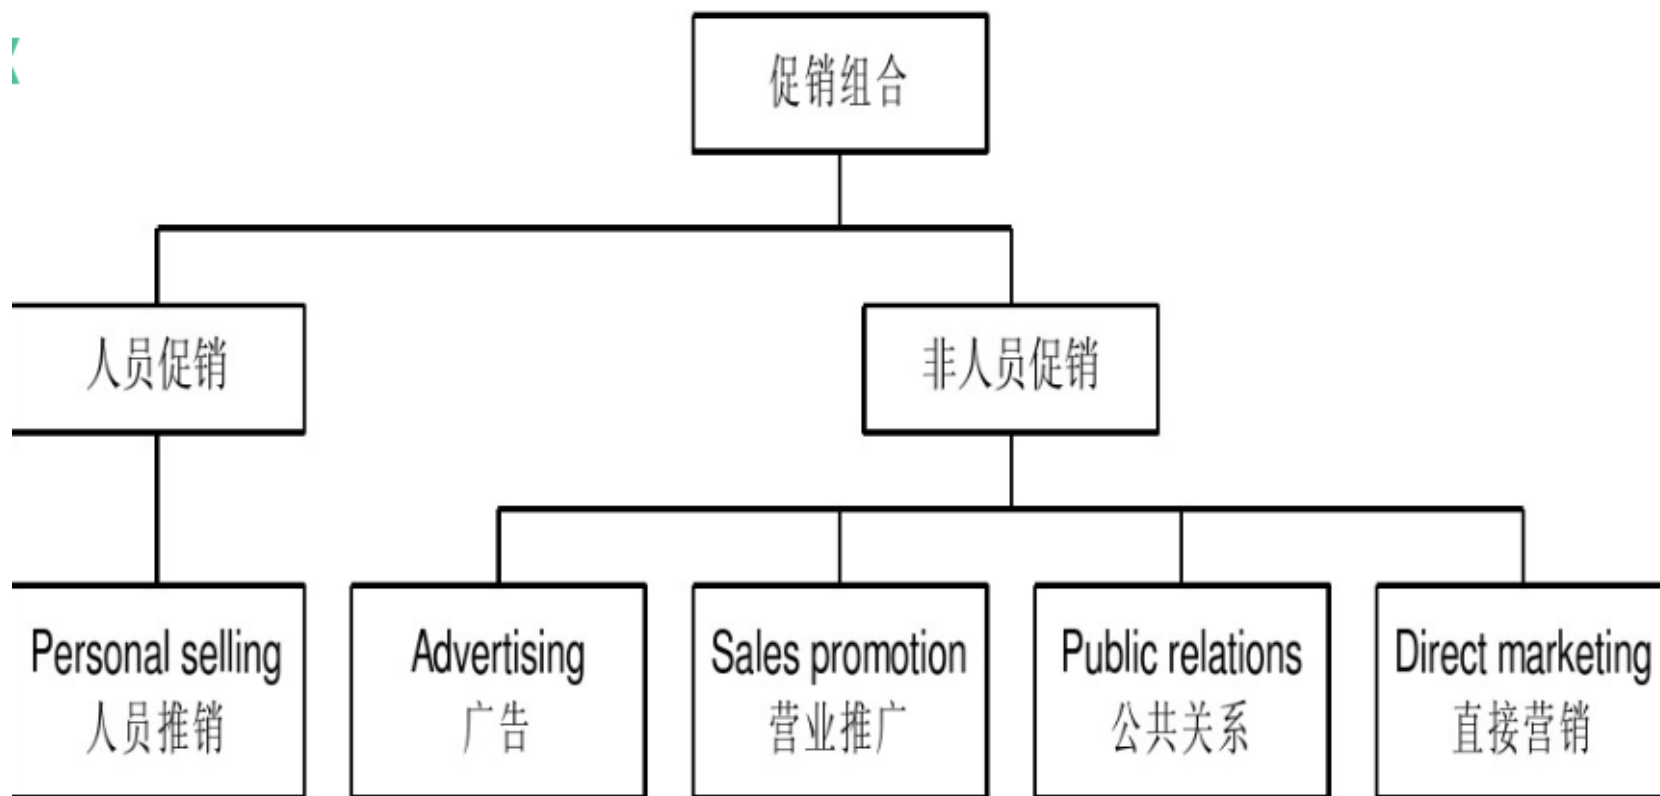 促销组合
人员促销
非人员促销
Personal selling
人员推销
Advertising
广告
Sales promotion
营业推广
Public relations
公共关系
Direct marketing
直接营销